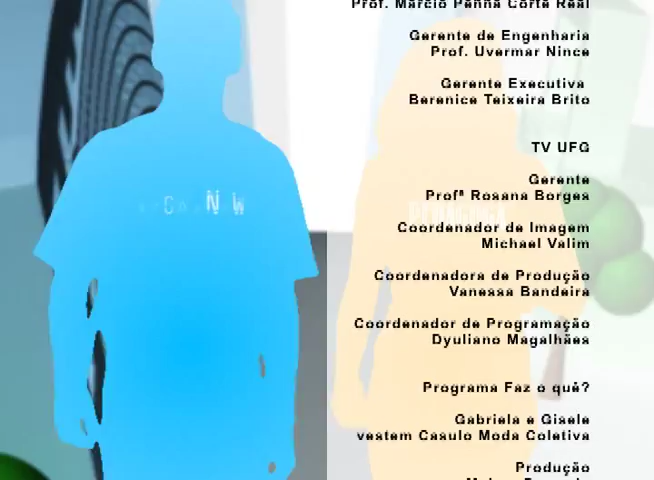 Prof. Marcio Penna Corte Real
Gerente de Engenharia
Prof. Uvermar Nince
Gerente Executiva
Berenice Teixeira Brito
TV UFG
Gerente
Profª Rosana Borges
Coordenador de Imagem
Michael Valim
Coordenadora de Produção
Vanessa Bandeira
Coordenador de Programação
Dyuliano Magalhães
Programa Faz o quê?
Gabriela e Gisele
vestem Casulo Moda Coletiva
Produção